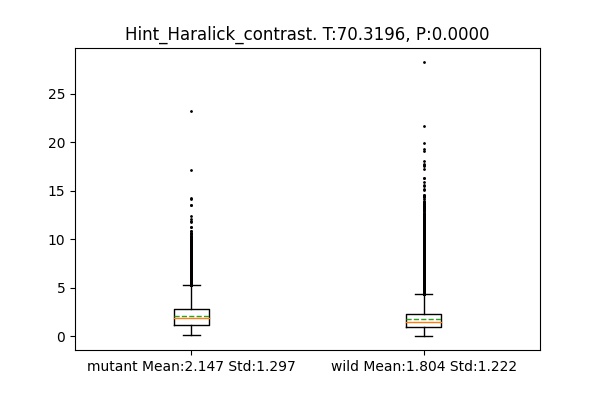 Hint_Haralick_contrast. T:70.3196, P:0.0000
25
20
15
10
5
0
mutant Mean:2.147 Std:1.297
wild Mean:1.804 Std:1.222